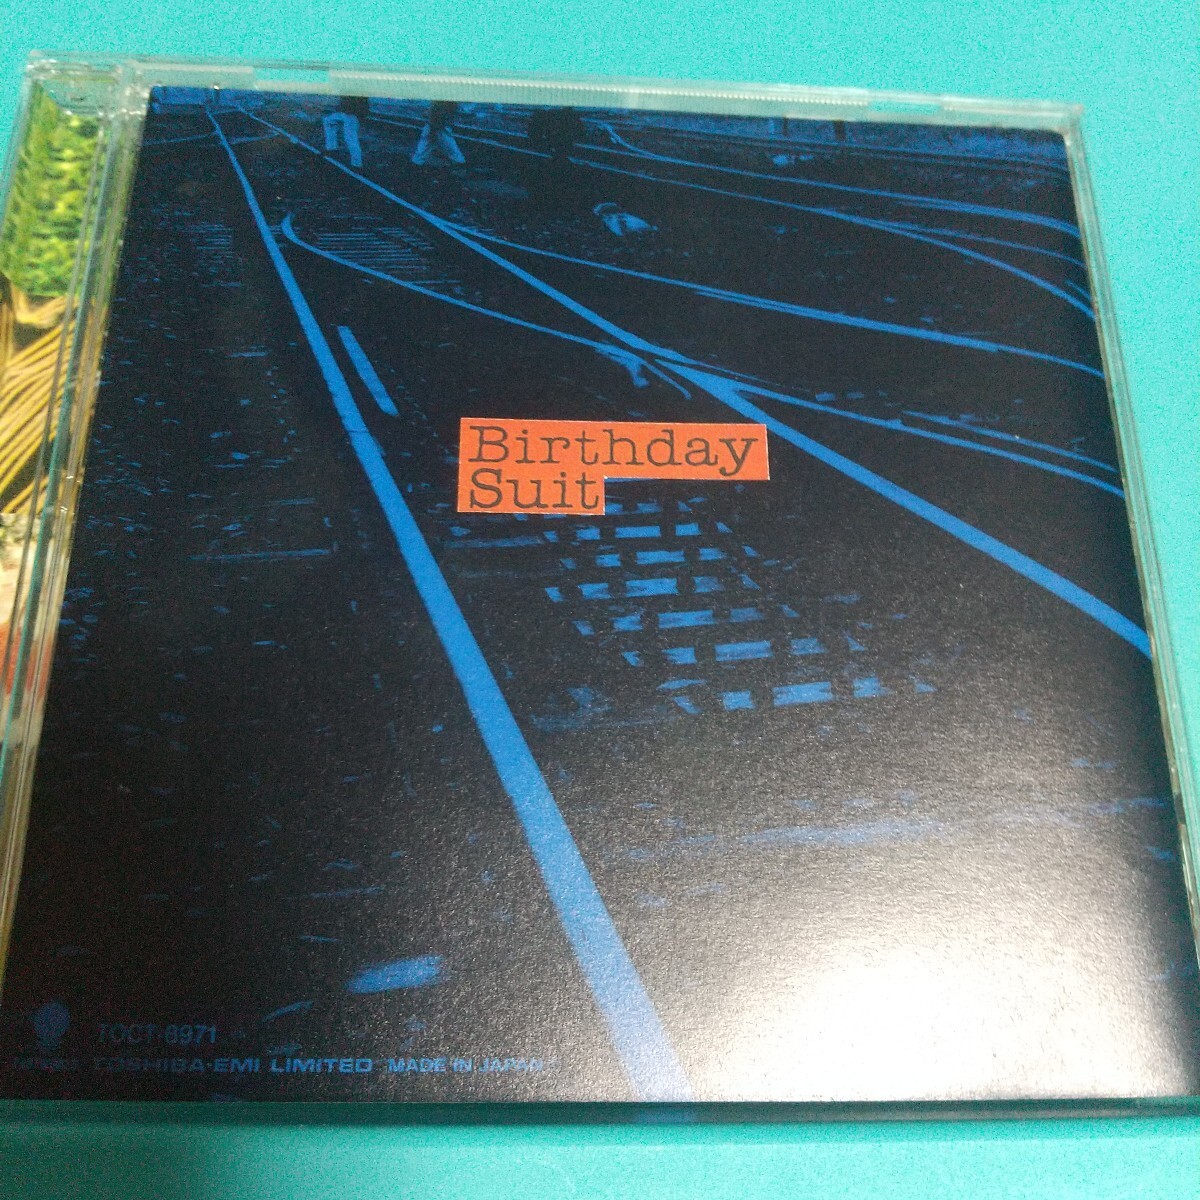 Birthday
Suit
TOCT-8971
TOSHIBA·EMI LIMITED MADE IN JAPAN